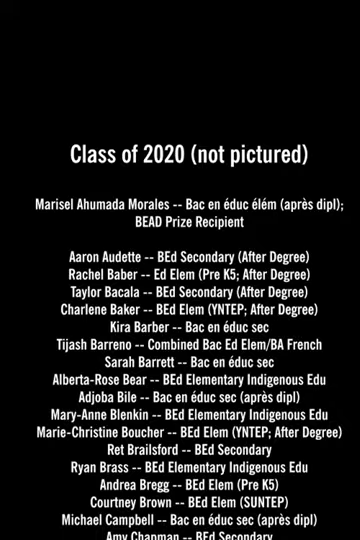 Class of 2020 (not pictured)
Marisel Ahumada Morales -- Bac en éduc élém (après dipl);
BEAD Prize Recipient
Aaron Audette -- BEd Secondary (After Degree)
Rachel Baber -- Ed Elem (Pre K5; After Degree)
Taylor Bacala -- BEd Secondary (After Degree)
Charlene Baker -- BEd Elem (YNTEP; After Degree)
Kira Barber -- Bac en éduc sec
Tijash Barreno -- Combined Bac Ed Elem/BA French
Sarah Barrett -- Bac en éduc sec
Alberta-Rose Bear -- BEd Elementary Indigenous Edu
Adjoba Bile -- Bac en éduc sec (après dipl)
Mary-Anne Blenkin -- BEd Elementary Indigenous Edu
Marie-Christine Boucher -- BEd Elem (YNTEP; After Degree)
Ret Brailsford -- BEd Secondary
Ryan Brass -- BEd Elementary Indigenous Edu
Andrea Bregg -- BEd Elem (Pre K5)
Courtney Brown -- BEd Elem (SUNTEP)
Michael Campbell -- Bac en éduc sec (après dipl)
Amy Chapman -- BEd Secondary